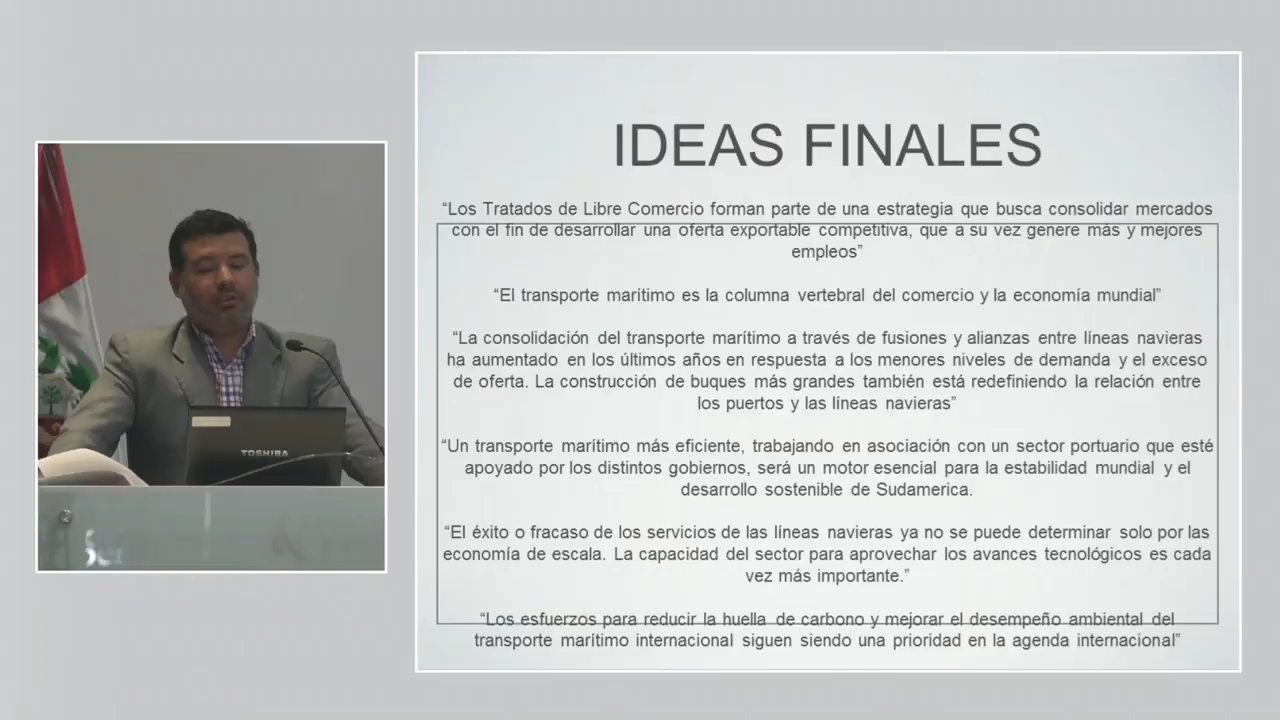 IDEAS FINALES
“Los Tratados de Libre Comercio forman parte de una estrategia que busca consolidar mercados
con el fin de desarrollar una oferta exportable competitiva, que a su vez genere más y mejores
empleos”
“El transporte marítimo es la columna vertebral del comercio y la economía mundial”
“La consolidación del transporte marítimo a través de fusiones y alianzas entre líneas navieras
ha aumentado en los últimos años en respuesta a los menores niveles de demanda y el exceso
de oferta. La construcción de buques más grandes también está redefiniendo la relación entre
los puertos y las líneas navieras”
“Un transporte marítimo más eficiente, trabajando en asociación con un sector portuario que esté
apoyado por los distintos gobiernos, será un motor esencial para la estabilidad mundial y el
desarrollo sostenible de Sudamerica.
“El éxito o fracaso de los servicios de las líneas navieras ya no se puede determinar solo por las
economía de escala. La capacidad del sector para aprovechar los avances tecnológicos es cada
vez más importante.”
“Los esfuerzos para reducir la huella de carbono y mejorar el desempeño ambiental del
transporte marítimo internacional siguen siendo una prioridad en la agenda internacional”
TOSHIBA